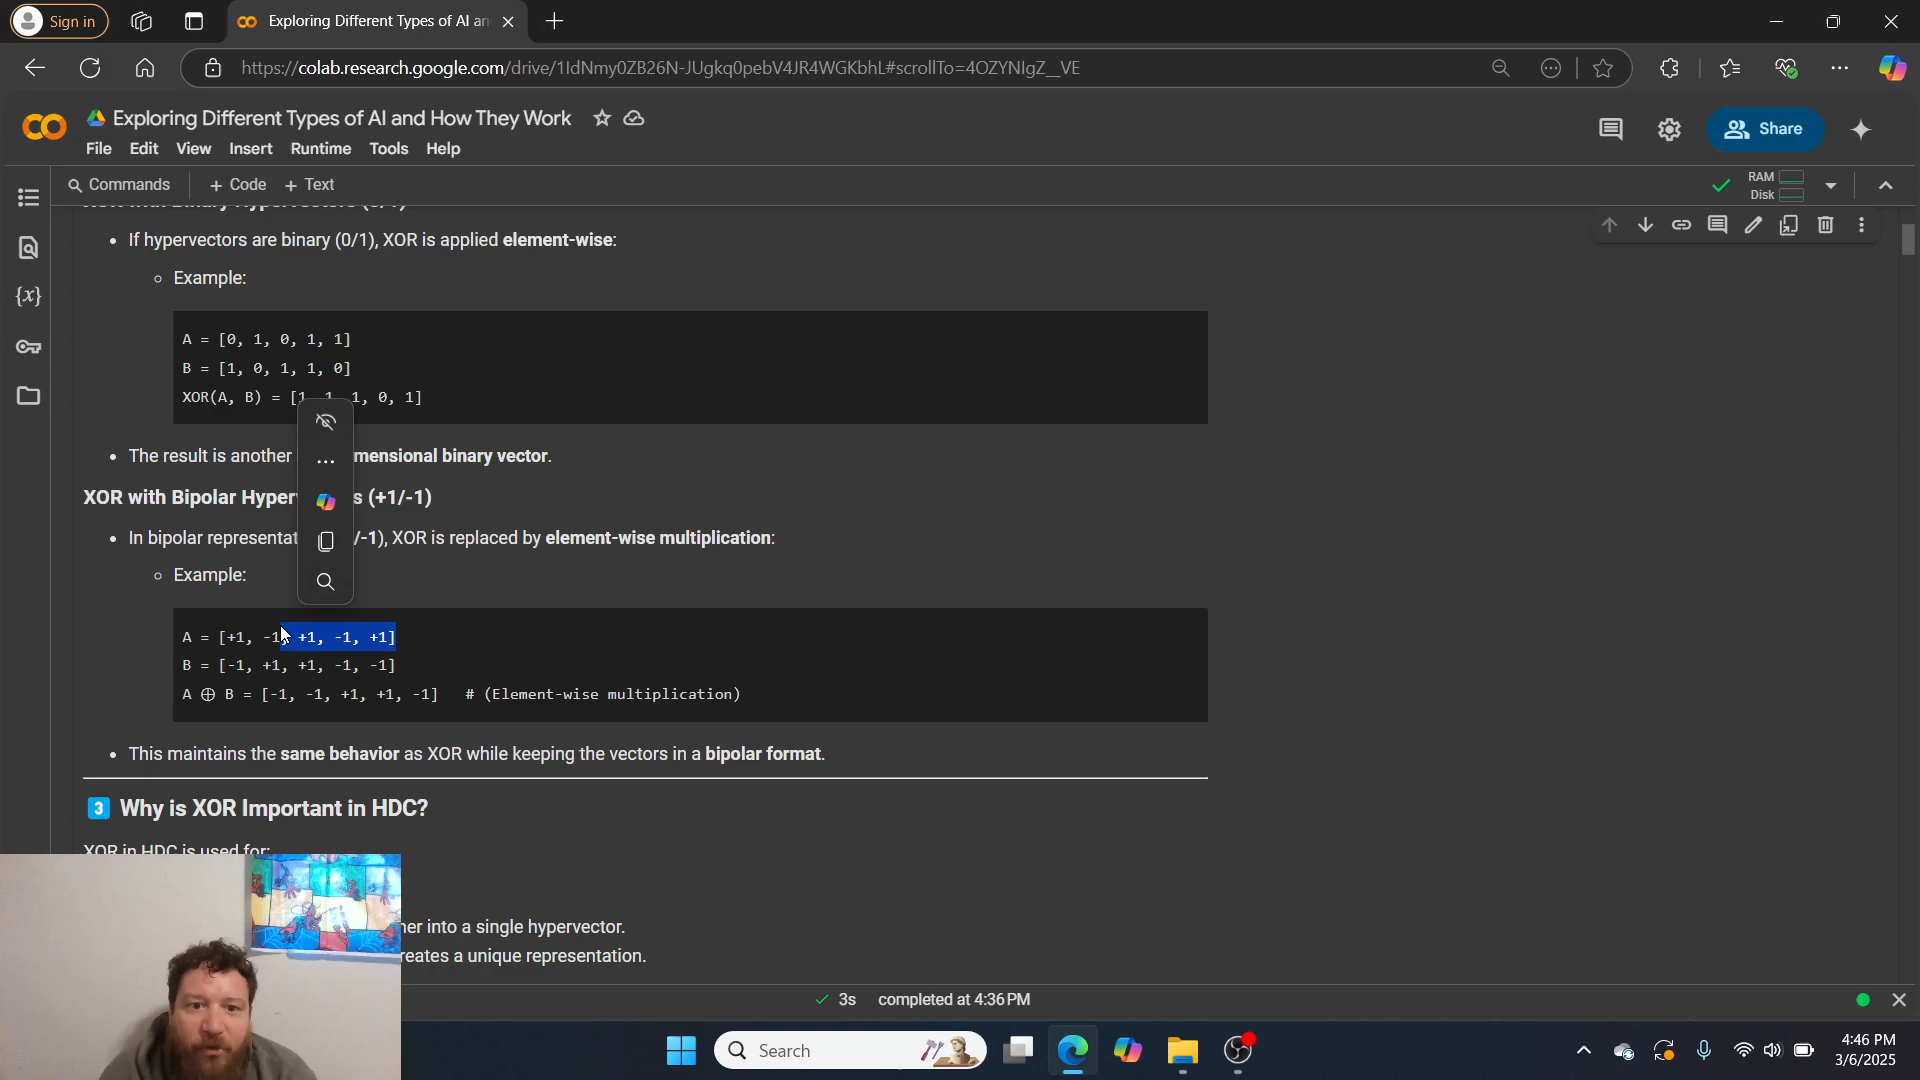 Sign in
Exploring Different Types of AI an
https://colab.research.google.com/drive/1IdNmy0ZB26N-JUgkq0pebV4JR4WGKbhL#scrollTo=4OZYNIgZ__VE
Exploring Different Types of AI and How They Work
File Edit View Insert Runtime Tools Help
Share
Commands + Code + Text
RAM
Disk
• If hypervectors are binary (0/1), XOR is applied element-wise:
◦ Example:
A = [0, 1, 0, 1, 1]
B = [1, 0, 1, 1, 0]
XOR(A, B) = [1, 1, 1, 0, 1]
• The result is another mensional binary vector.
XOR with Bipolar Hyper s (+1/-1)
• In bipolar representat /-1), XOR is replaced by element-wise multiplication:
◦ Example:
A = [+1, -1, +1, -1, +1]
B = [-1, +1, +1, -1, -1]
A ⊕ B = [-1, -1, +1, +1, -1] # (Element-wise multiplication)
• This maintains the same behavior as XOR while keeping the vectors in a bipolar format.
3 Why is XOR Important in HDC?
XOR in HDC is used for:
her into a single hypervector.
reates a unique representation.
✓ 3s completed at 4:36 PM
Search
4:46 PM
3/6/2025